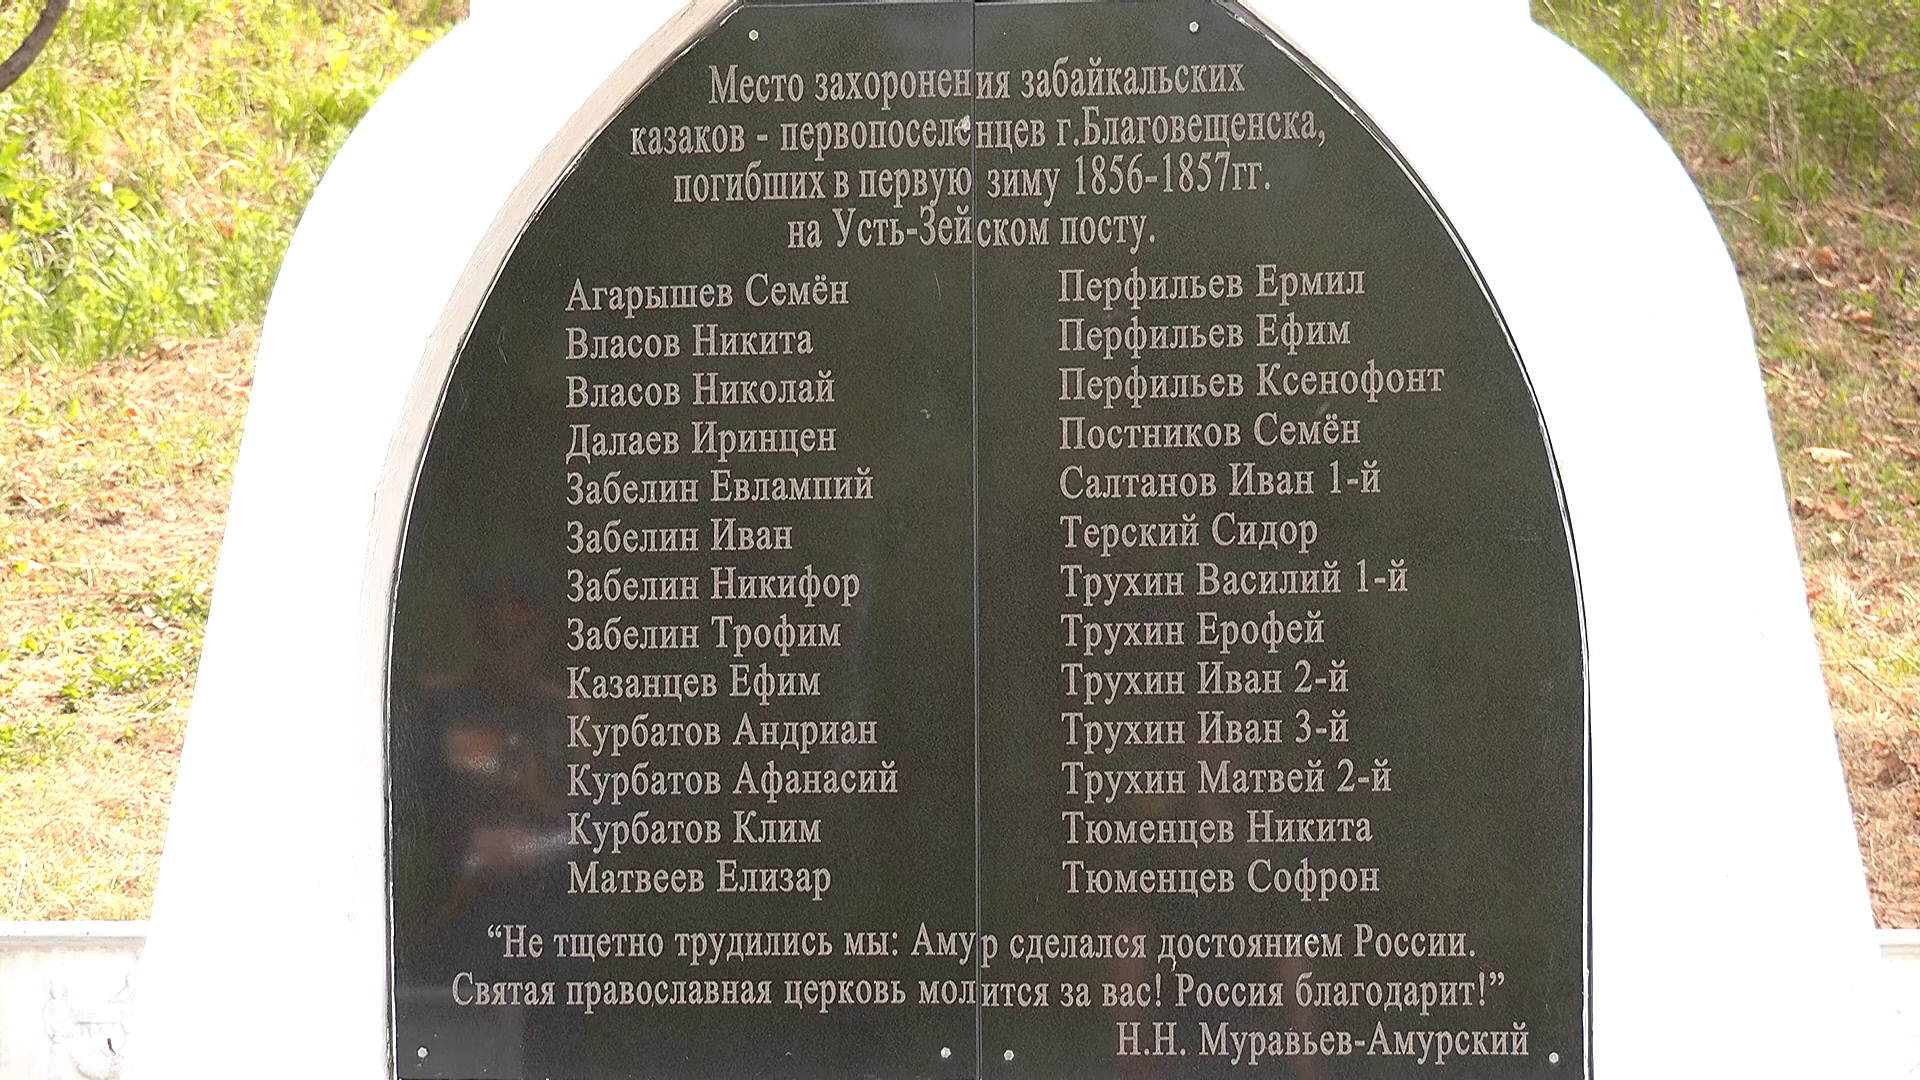 Место захоронения забайкальских
казаков - первопоселенцев г.Благовещенска,
погибших в первую зиму 1856-1857гг.
на Усть-Зейском посту.
Агарышев Семён
Власов Никита
Власов Николай
Далаев Иринцен
Забелин Евлампий
Забелин Иван
Забелин Никифор
Забелин Трофим
Казанцев Ефим
Курбатов Андриан
Курбатов Афанасий
Курбатов Клим
Матвеев Елизар
Перфильев Ермил
Перфильев Ефим
Перфильев Ксенофонт
Постников Семён
Салтанов Иван 1-й
Терский Сидор
Трухин Василий 1-й
Трухин Ерофей
Трухин Иван 2-й
Трухин Иван 3-й
Трухин Матвей 2-й
Тюменцев Никита
Тюменцев Софрон
“Не тщетно трудились мы: Амур сделался достоянием России.
Святая православная церковь молится за вас! Россия благодарит!”
Н.Н. Муравьев-Амурский